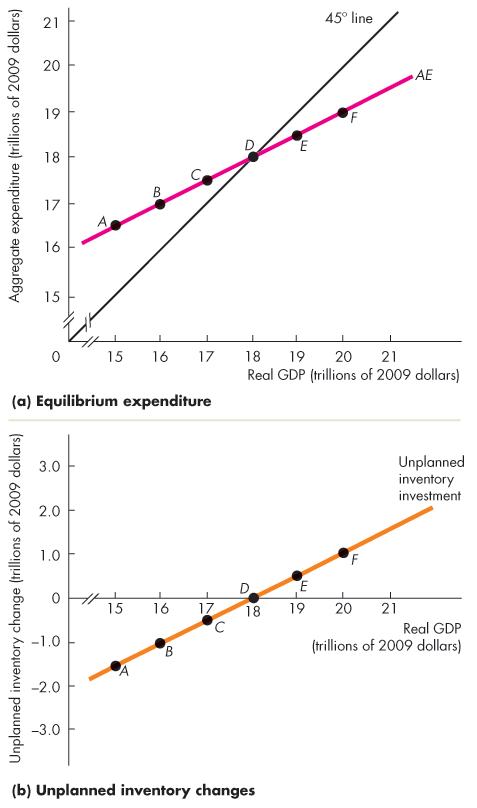 Aggregate expenditure (trillions of 2009 dollars)
45° line
21
20
19
18
17
16
15
0
AE
A
B
C
D
E
F
15 16 17 18 19 20 21
Real GDP (trillions of 2009 dollars)
(a) Equilibrium expenditure
Unplanned inventory change (trillions of 2009 dollars)
3.0
2.0
1.0
0
–1.0
–2.0
–3.0
Unplanned
inventory
investment
A
B
C
D
E
F
15 16 17 18 19 20 21
Real GDP
(trillions of 2009 dollars)
(b) Unplanned inventory changes